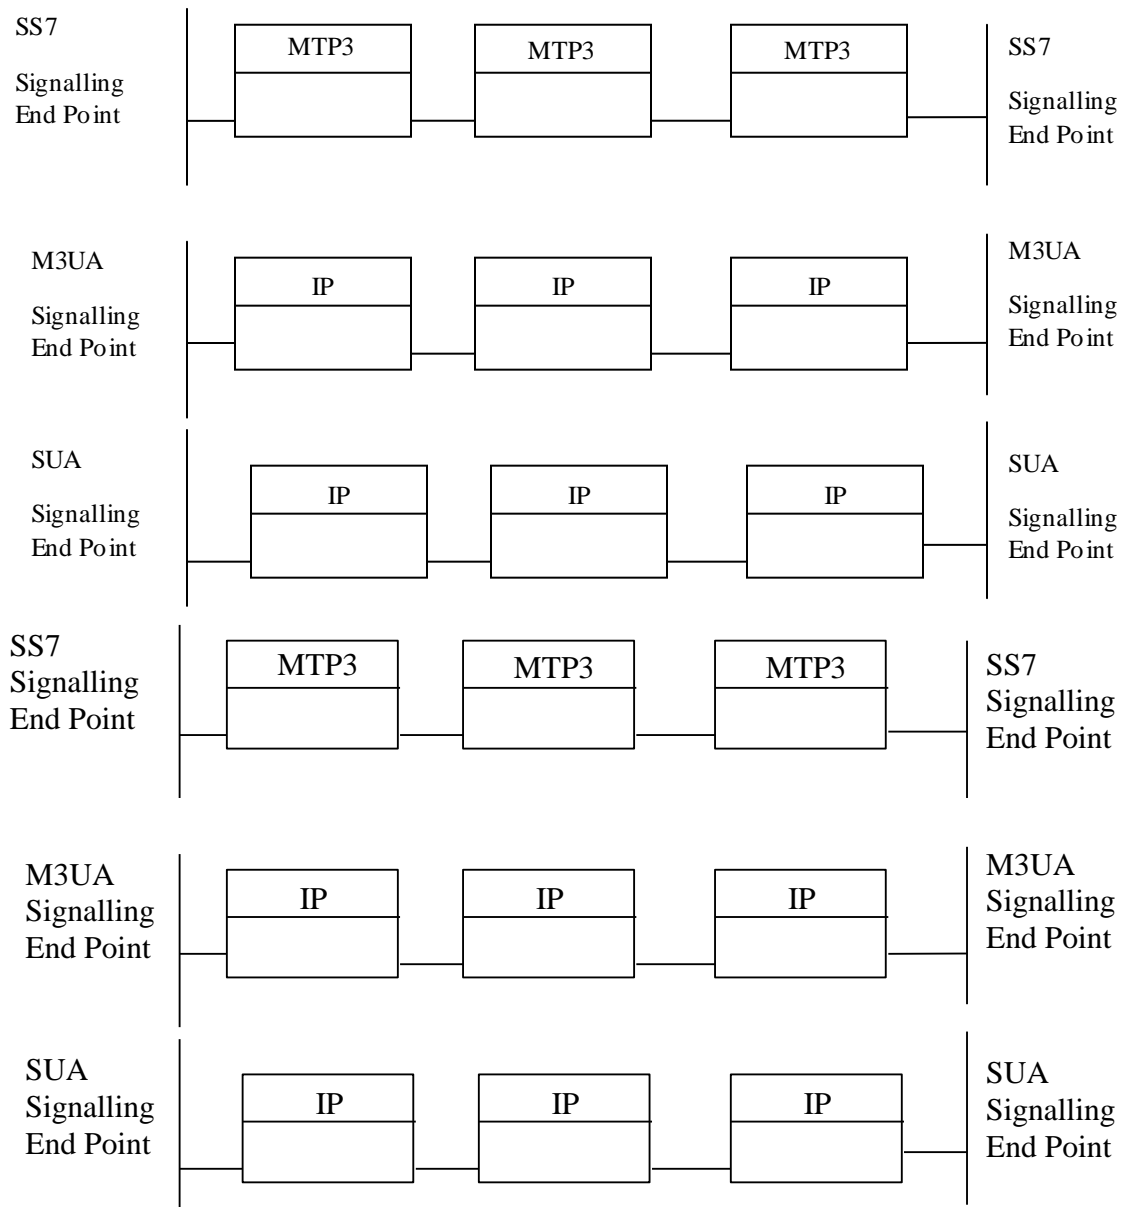 SS7
Signalling
End Point
MTP3
MTP3
MTP3
SS7
Signalling
End Point
M3UA
Signalling
End Point
IP
IP
IP
M3UA
Signalling
End Point
SUA
Signalling
End Point
IP
IP
IP
SUA
Signalling
End Point
SS7
Signalling
End Point
MTP3
MTP3
MTP3
SS7
Signalling
End Point
M3UA
Signalling
End Point
IP
IP
IP
M3UA
Signalling
End Point
SUA
Signalling
End Point
IP
IP
IP
SUA
Signalling
End Point